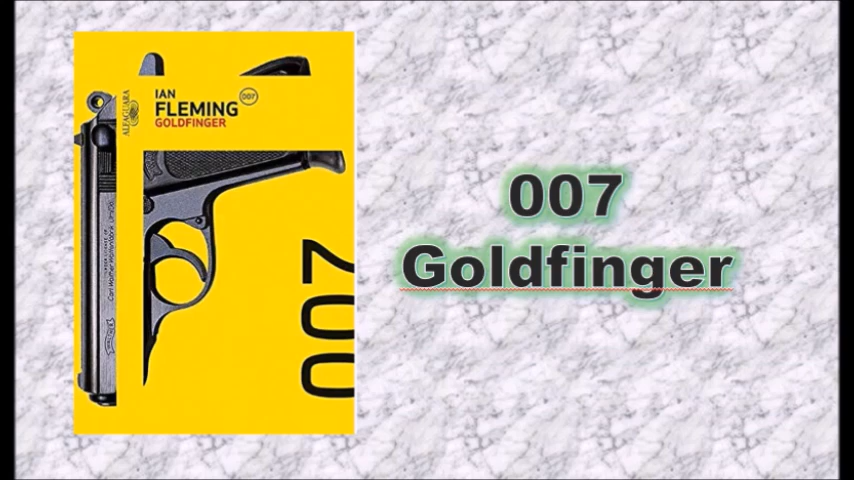 ALFAGUARA
IAN
FLEMING 007
GOLDFINGER
007
007
Goldfinger